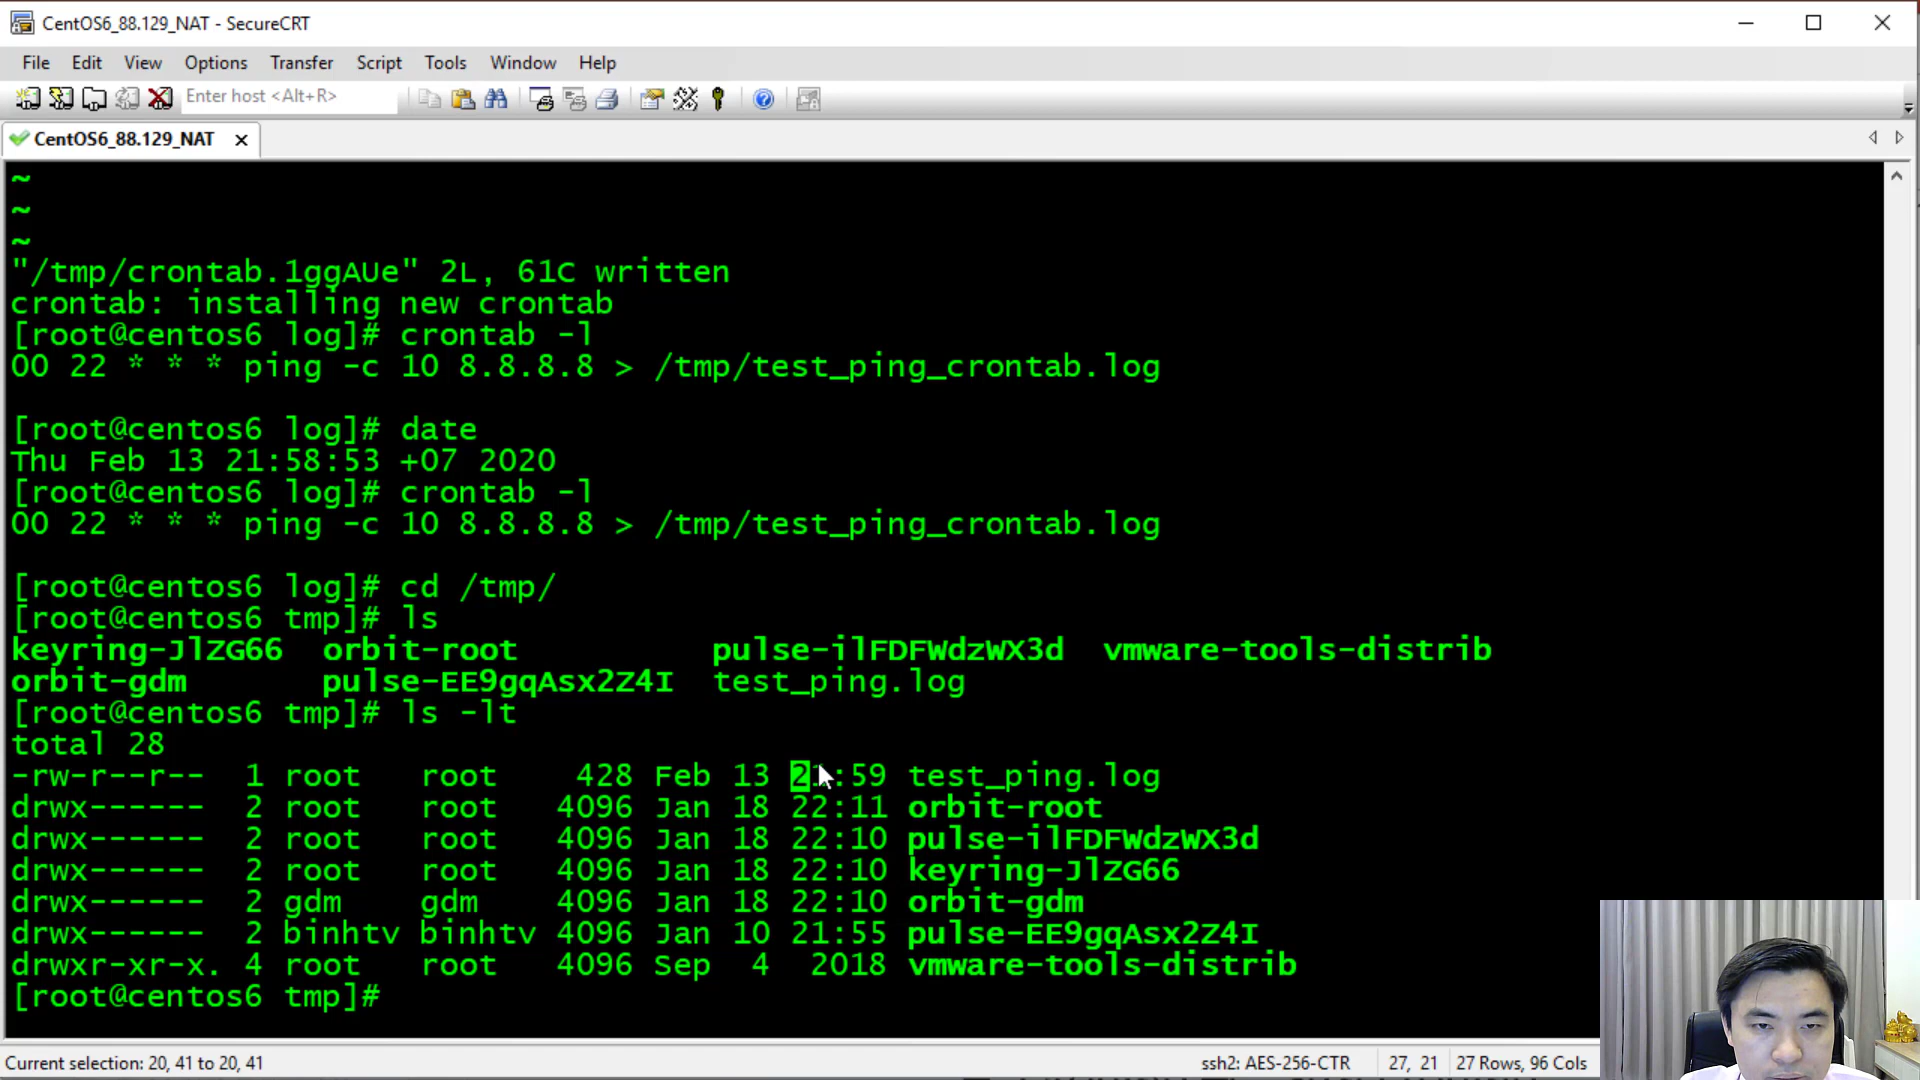 CentOS6_88.129_NAT - SecureCRT
File Edit View Options Transfer Script Tools Window Help
Enter host <Alt+R>
CentOS6_88.129_NAT
~
~
~
"/tmp/crontab.1ggAUe" 2L, 61C written
crontab: installing new crontab
[root@centos6 log]# crontab -l
00 22 * * * ping -c 10 8.8.8.8 > /tmp/test_ping_crontab.log
[root@centos6 log]# date
Thu Feb 13 21:58:53 +07 2020
[root@centos6 log]# crontab -l
00 22 * * * ping -c 10 8.8.8.8 > /tmp/test_ping_crontab.log
[root@centos6 log]# cd /tmp/
[root@centos6 tmp]# ls
keyring-JlZG66 orbit-root pulse-ilFDFWdzWX3d vmware-tools-distrib
orbit-gdm pulse-EE9gqAsx2Z4I test_ping.log
[root@centos6 tmp]# ls -lt
total 28
-rw-r--r-- 1 root root 428 Feb 13 21:59 test_ping.log
drwx------ 2 root root 4096 Jan 18 22:11 orbit-root
drwx------ 2 root root 4096 Jan 18 22:10 pulse-ilFDFWdzWX3d
drwx------ 2 root root 4096 Jan 18 22:10 keyring-JlZG66
drwx------ 2 gdm gdm 4096 Jan 18 22:10 orbit-gdm
drwx------ 2 binhtv binhtv 4096 Jan 10 21:55 pulse-EE9gqAsx2Z4I
drwxr-xr-x. 4 root root 4096 Sep 4 2018 vmware-tools-distrib
[root@centos6 tmp]#
Current selection: 20, 41 to 20, 41 ssh2: AES-256-CTR 27, 21 27 Rows, 96 Cols